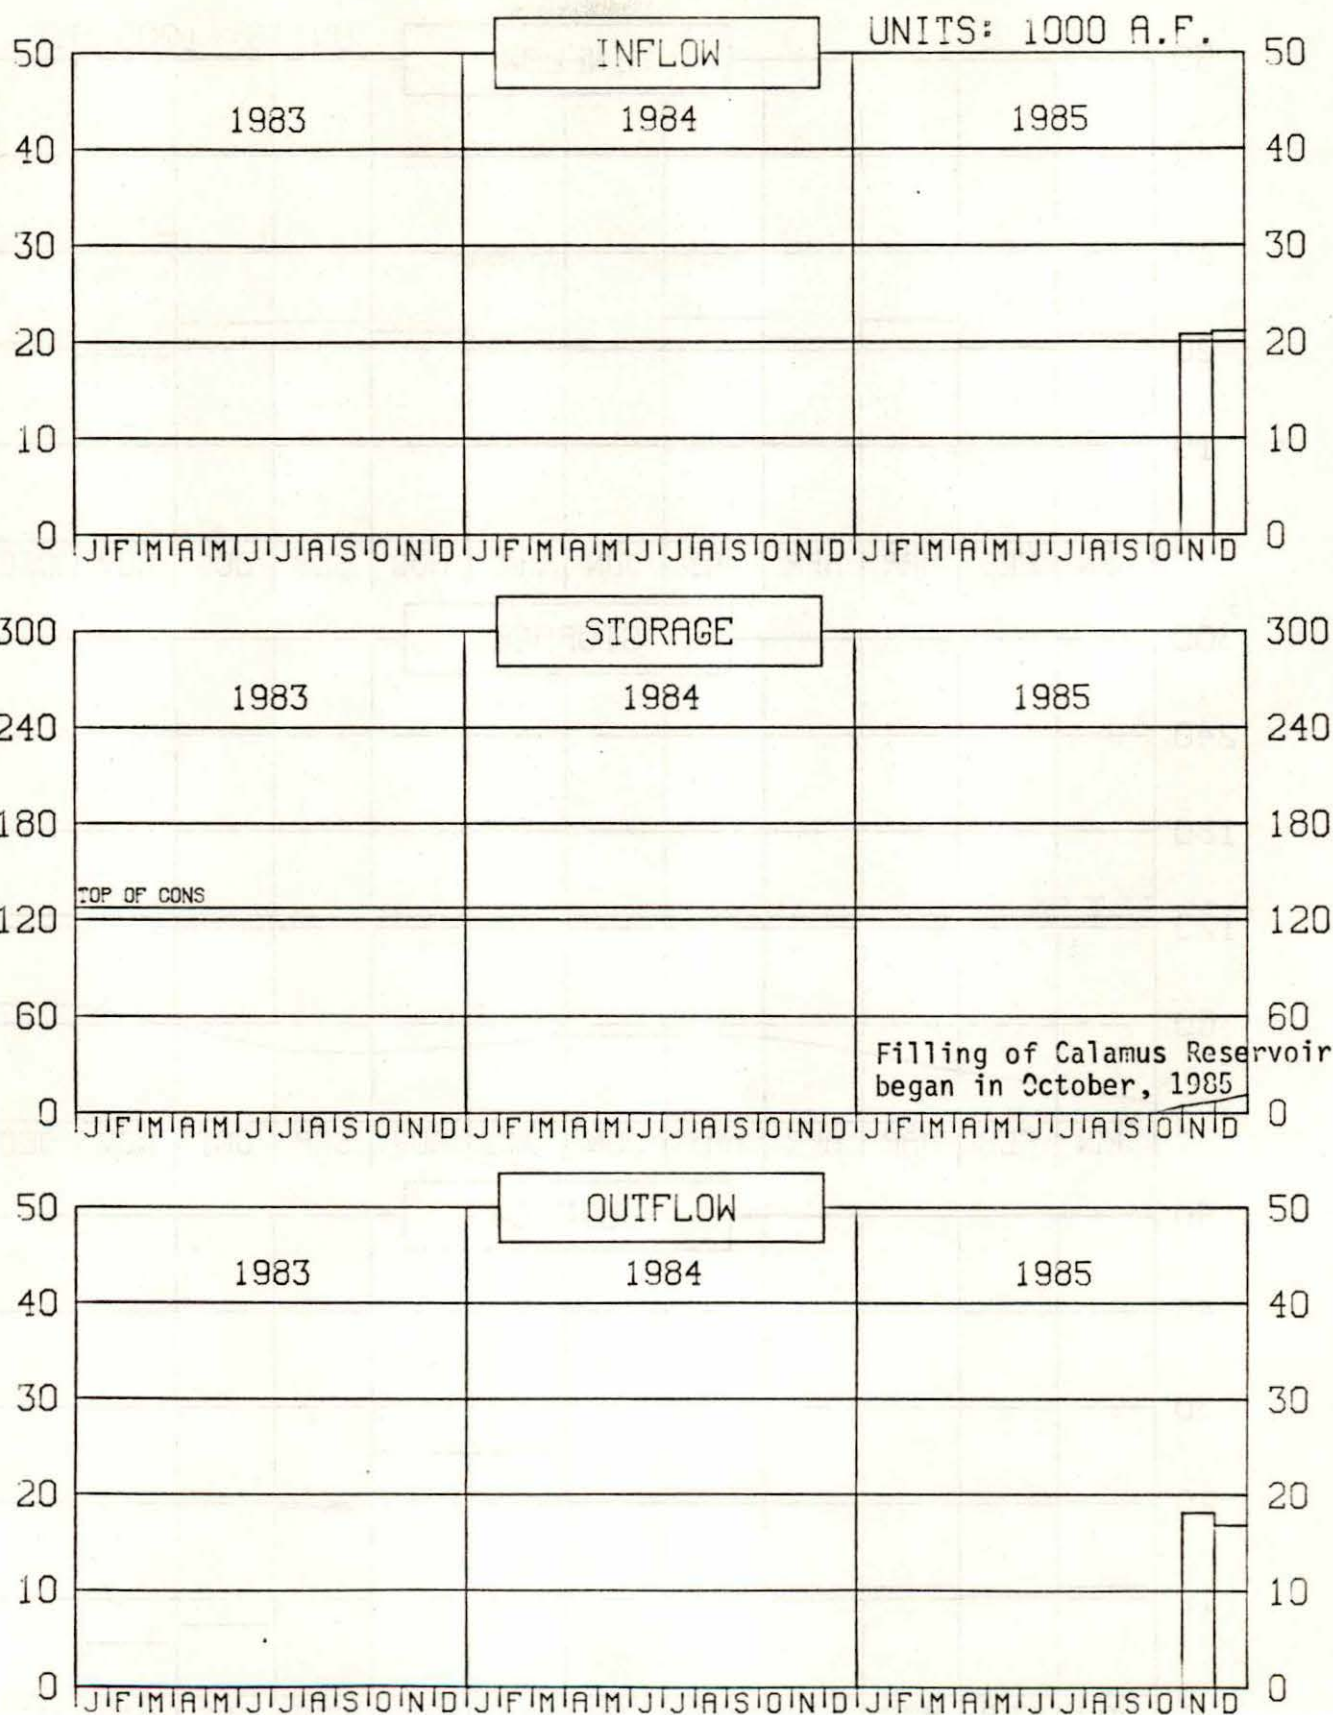 INFLOW
UNITS: 1000 A.F.
50 50
1983 1984 1985
40 40
30 30
20 20
10 10
0 0
J F M A M J J A S O N D J F M A M J J A S O N D J F M A M J J A S O N D
STORAGE
300 300
1983 1984 1985
240 240
180 180
TOP OF CONS
120 120
60 60
Filling of Calamus Reservoir
began in October, 1985
0 0
J F M A M J J A S O N D J F M A M J J A S O N D J F M A M J J A S O N D
OUTFLOW
50 50
1983 1984 1985
40 40
30 30
20 20
10 10
0 0
J F M A M J J A S O N D J F M A M J J A S O N D J F M A M J J A S O N D